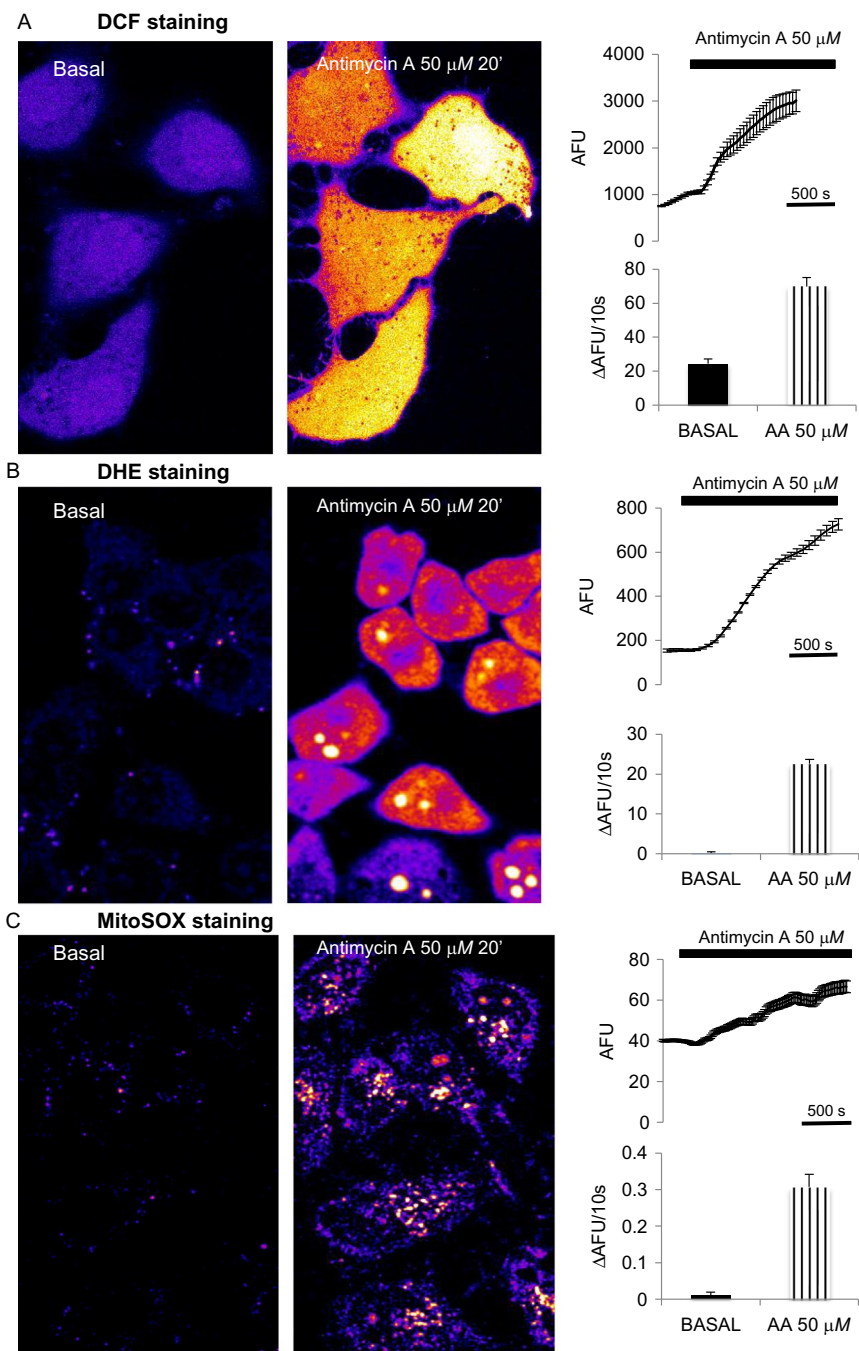 A
DCF staining
Basal
Antimycin A 50 μM 20'
Antimycin A 50 μM
4000
3000
2000
1000
0
AFU
500 s
80
60
40
20
0
ΔAFU/10s
BASAL
AA 50 μM
B
DHE staining
Basal
Antimycin A 50 μM 20'
Antimycin A 50 μM
800
600
400
200
0
AFU
500 s
30
20
10
0
ΔAFU/10s
BASAL
AA 50 μM
C
MitoSOX staining
Basal
Antimycin A 50 μM 20'
Antimycin A 50 μM
80
60
40
20
0
AFU
500 s
0.4
0.3
0.2
0.1
0
ΔAFU/10s
BASAL
AA 50 μM